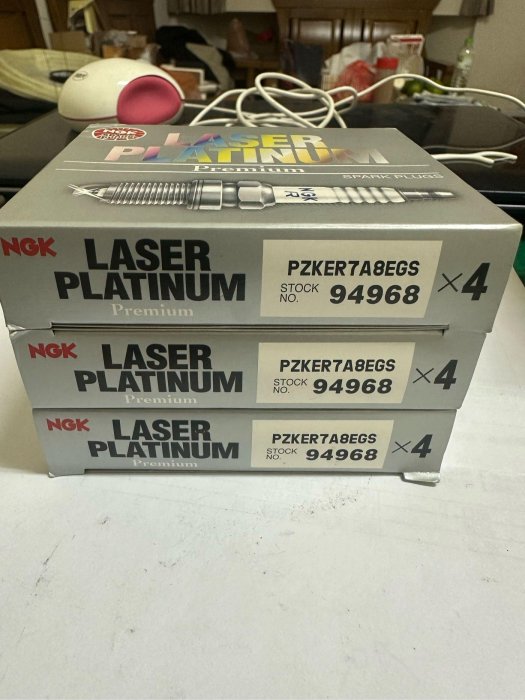 NGK
LASER
PLATINUM
Premium
SPARK PLUGS
NGK
R
NGK
LASER
PLATINUM
Premium
PZKER7A8EGS
STOCK
NO. 94968
×4
NGK
LASER
PLATINUM
Premium
PZKER7A8EGS
STOCK
NO. 94968
×4
NGK
LASER
PLATINUM
Premium
PZKER7A8EGS
STOCK
NO. 94968
×4